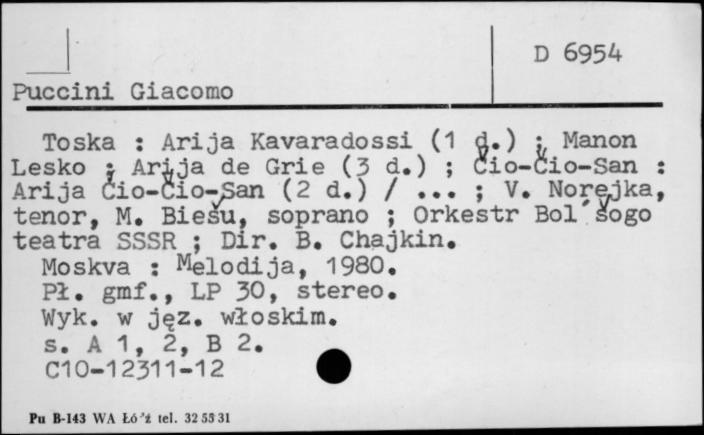 D 6954
Puccini Giacomo
Toska : Arija Kavaradossi (1 d.) ; Manon
Lesko ; Arija de Grie (3 d.) ; Čio-Čio-San :
Arija Čio-Čio-San (2 d.) / ... ; V. Norejka,
tenor, M. Biešu, soprano ; Orkestr Bol´šogo
teatra SSSR ; Dir. B. Chajkin.
Moskva : Melodija, 1980.
Pł. gmf., LP 30, stereo.
Wyk. w jęz. włoskim.
s. A 1, 2, B 2.
C10-12311-12
Pu B-143 WA Łó'ź tel. 32 55 31